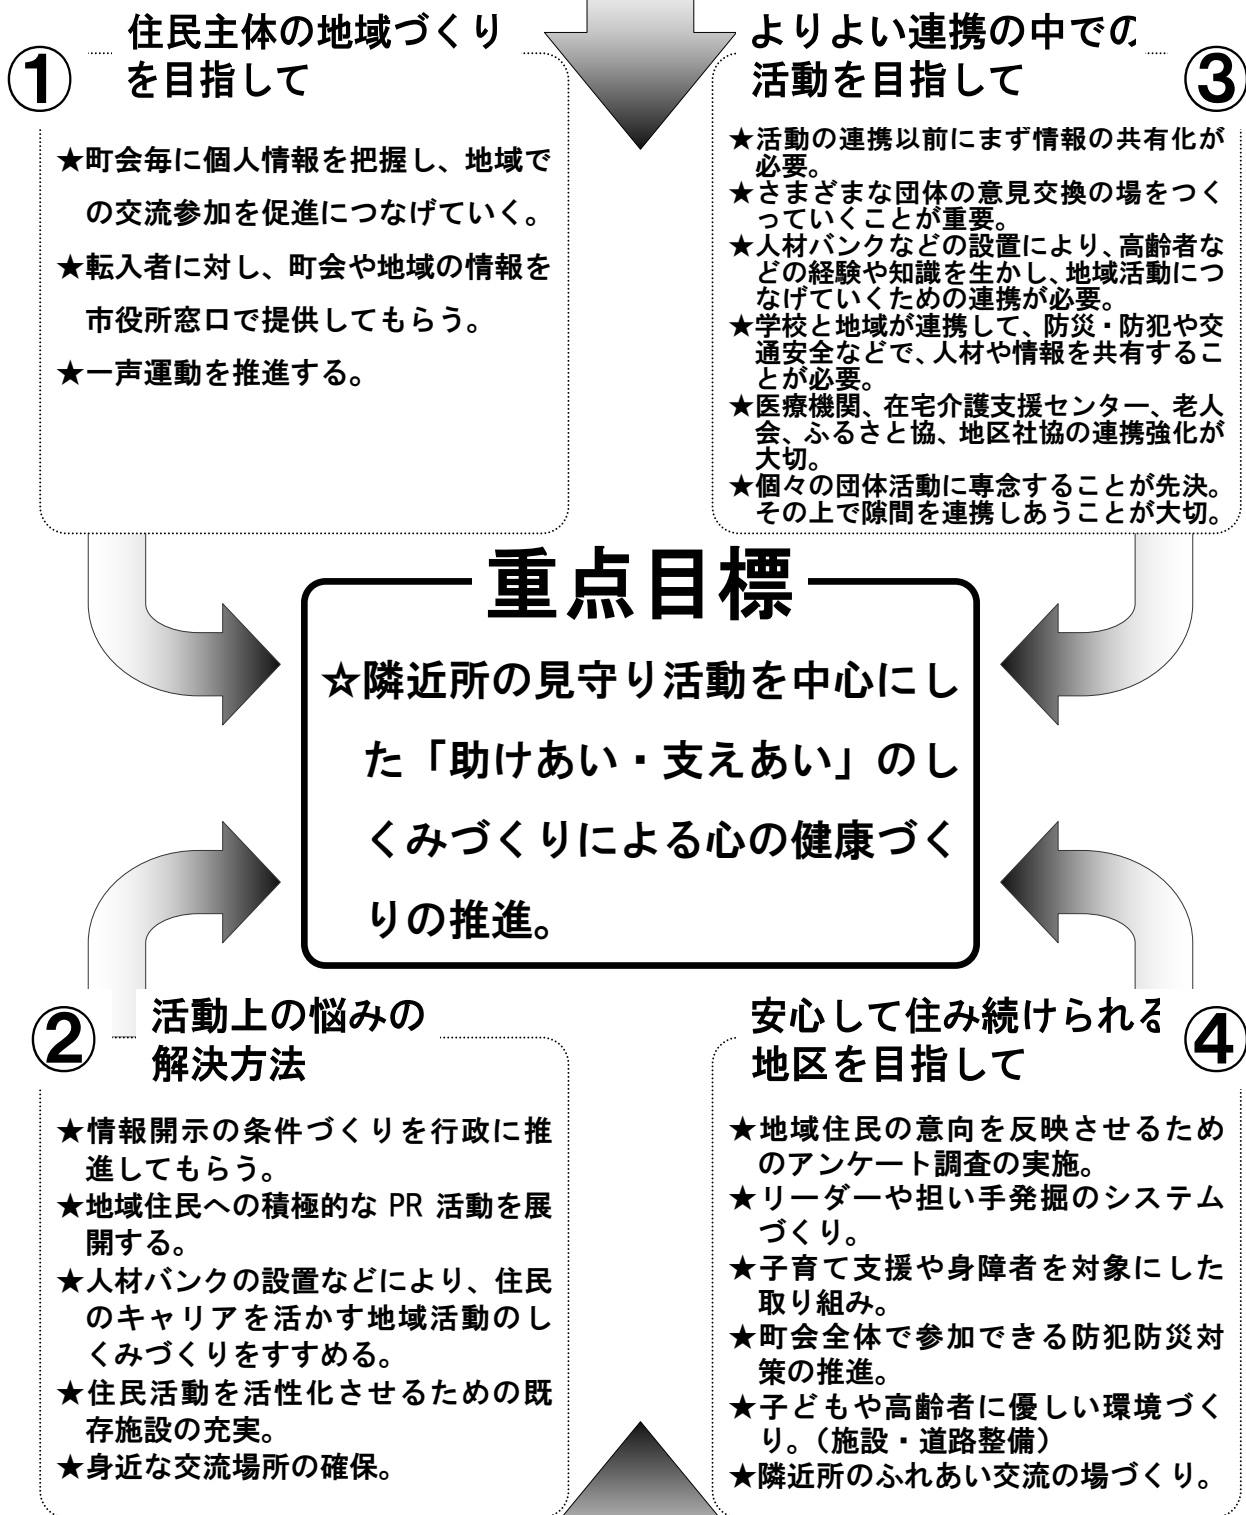 ①
住民主体の地域づくり
を目指して
★町会毎に個人情報を把握し、地域で
の交流参加を促進につなげていく。
★転入者に対し、町会や地域の情報を
市役所窓口で提供してもらう。
★一声運動を推進する。
よりよい連携の中での
活動を目指して
③
★活動の連携以前にまず情報の共有化が
必要。
★さまざまな団体の意見交換の場をつく
っていくことが重要。
★人材バンクなどの設置により、高齢者な
どの経験や知識を生かし、地域活動につ
なげていくための連携が必要。
★学校と地域が連携して、防災・防犯や交
通安全などで、人材や情報を共有するこ
とが必要。
★医療機関、在宅介護支援センター、老人
会、ふるさと協、地区社協の連携強化が
大切。
★個々の団体活動に専念することが先決。
その上で隙間を連携しあうことが大切。
重点目標
☆隣近所の見守り活動を中心にし
た「助けあい・支えあい」のし
くみづくりによる心の健康づく
りの推進。
②
活動上の悩みの
解決方法
★情報開示の条件づくりを行政に推
進してもらう。
★地域住民への積極的な PR 活動を展
開する。
★人材バンクの設置などにより、住民
のキャリアを活かす地域活動のし
くみづくりをすすめる。
★住民活動を活性化させるための既
存施設の充実。
★身近な交流場所の確保。
安心して住み続けられる
地区を目指して
④
★地域住民の意向を反映させるため
のアンケート調査の実施。
★リーダーや担い手発掘のシステム
づくり。
★子育て支援や身障者を対象にした
取り組み。
★町会全体で参加できる防犯防災対
策の推進。
★子どもや高齢者に優しい環境づく
り。（施設・道路整備）
★隣近所のふれあい交流の場づくり。